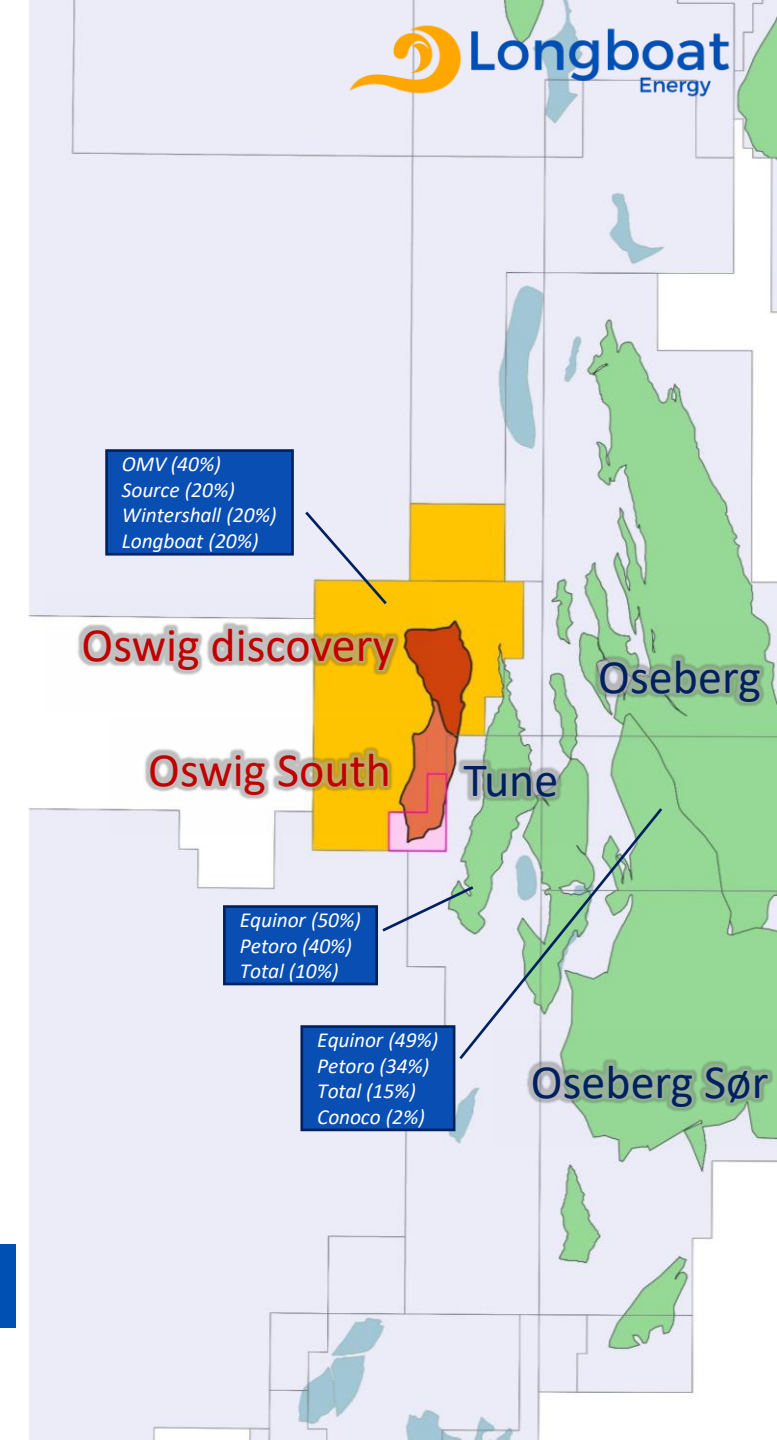 Longboat
Energy
OMV (40%)
Source (20%)
Wintershall (20%)
Longboat (20%)
Oswig discovery
Oseberg
Oswig South
Tune
Equinor (50%)
Petoro (40%)
Total (10%)
Equinor (49%)
Petoro (34%)
Total (15%)
Conoco (2%)
Oseberg Sør